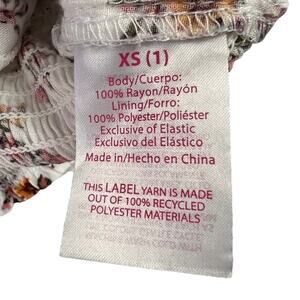 XS (1)
Body/Cuerpo:
100% Rayon/Rayón
Lining/Forro:
100% Polyester/Poliéster
Exclusive of Elastic
Exclusivo del Elástico
Made in/Hecho en China
THIS LABEL YARN IS MADE
OUT OF 100% RECYCLED
POLYESTER MATERIALS